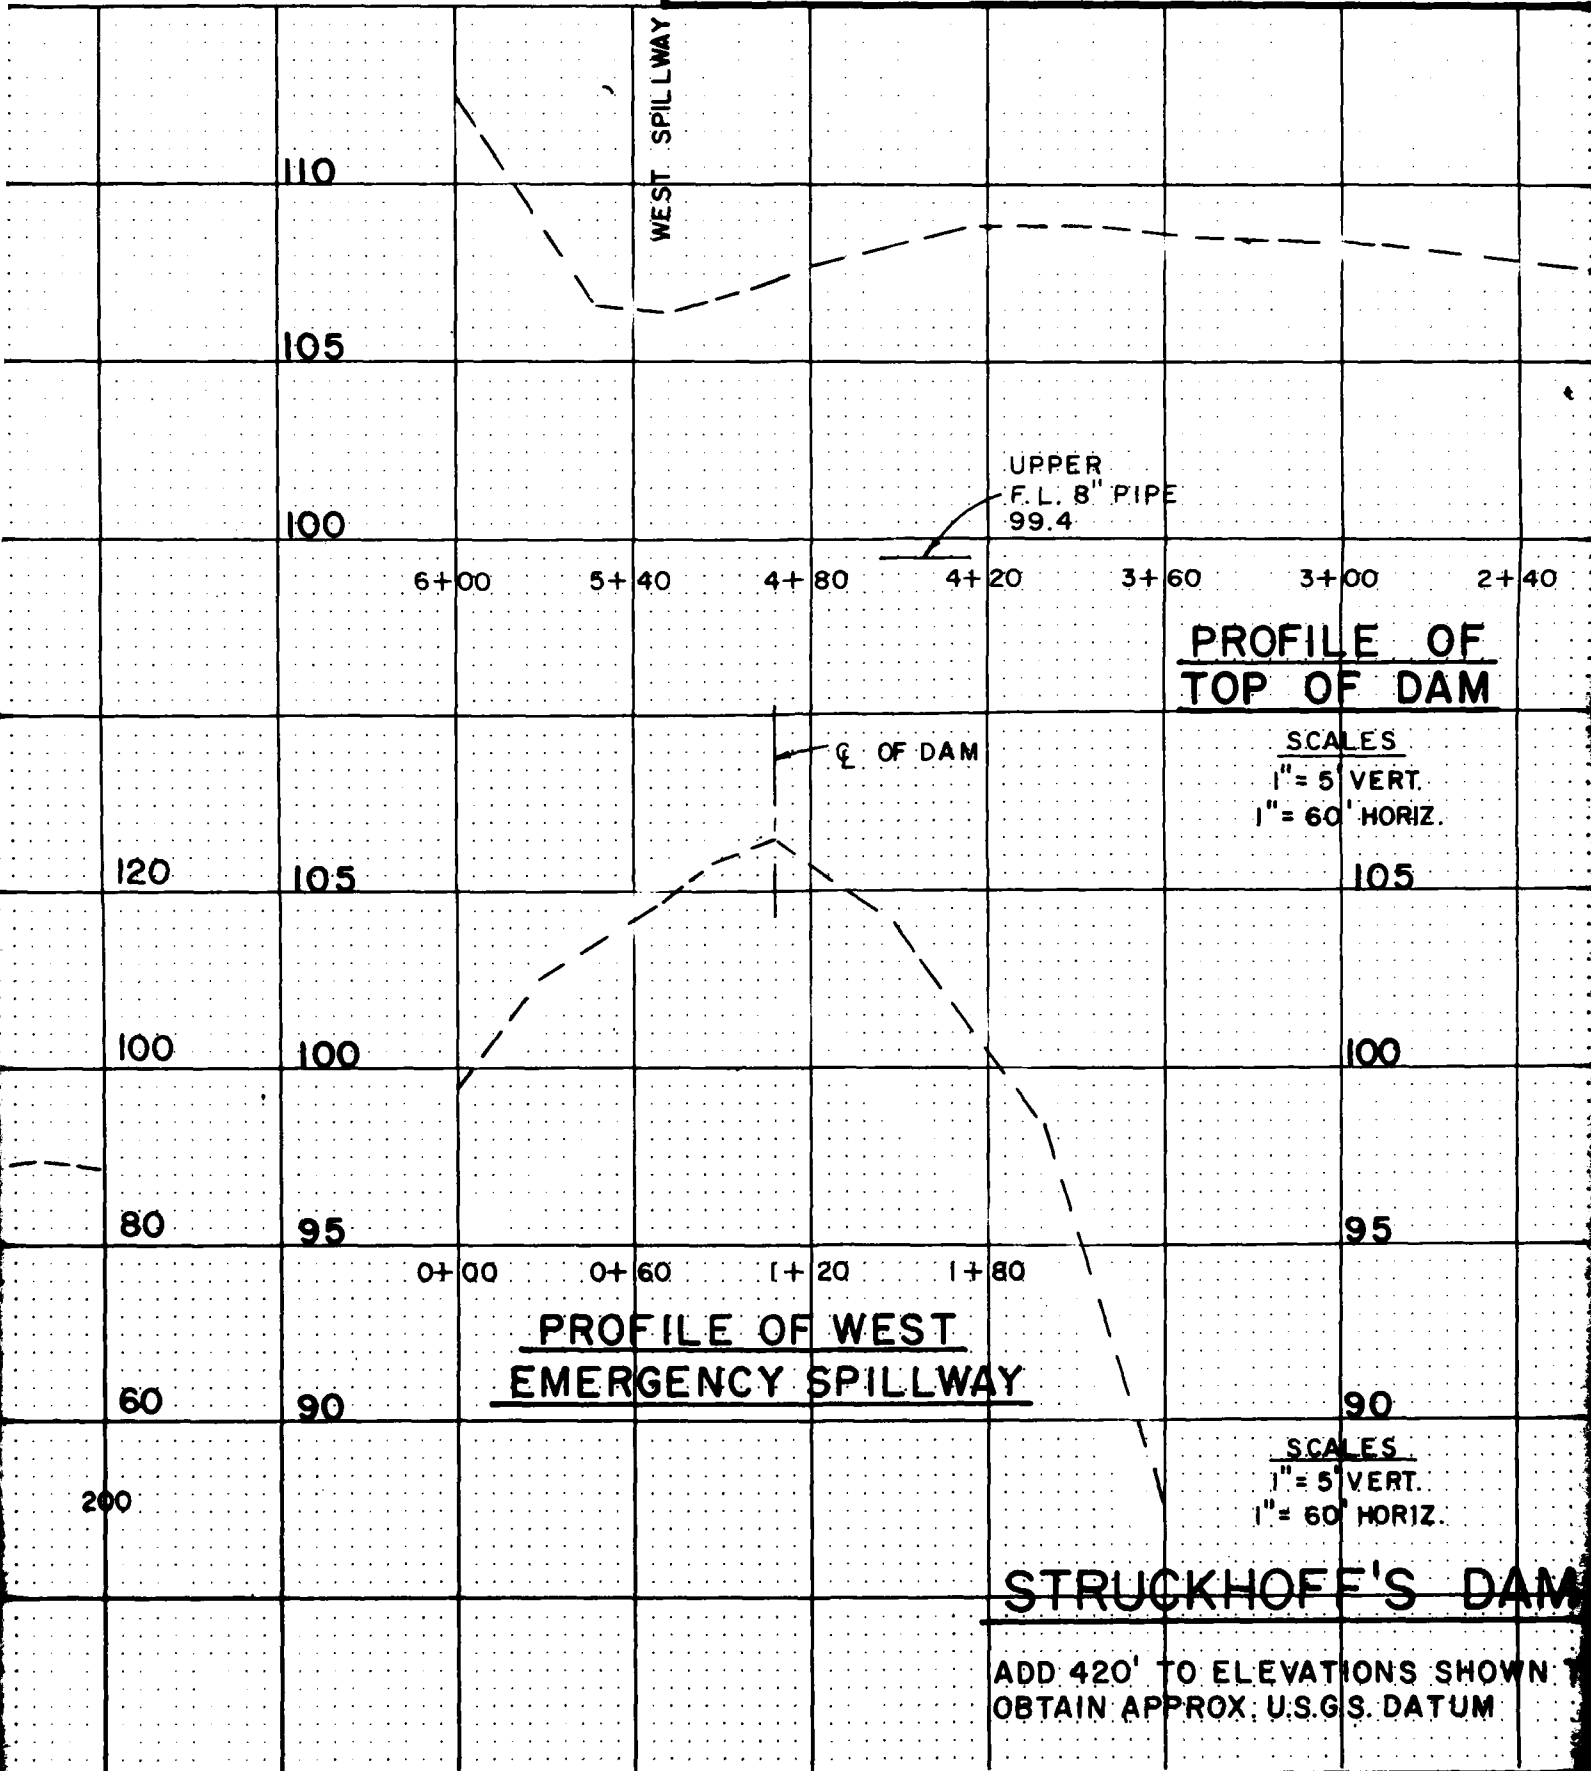 WEST SPILLWAY
110
105
UPPER
F.L. 8" PIPE
99.4
100
6+00 5+40 4+80 4+20 3+60 3+00 2+40
PROFILE OF
TOP OF DAM
SCALES
1" = 5' VERT.
1" = 60' HORIZ.
℄ OF DAM
120 105 105
100 100 100
80 95 95
0+00 0+60 1+20 1+80
PROFILE OF WEST
EMERGENCY SPILLWAY
60 90 90
SCALES
1" = 5' VERT.
1" = 60' HORIZ.
200
STRUCKHOFF'S DAM
ADD 420' TO ELEVATIONS SHOWN
OBTAIN APPROX. U.S.G.S. DATUM